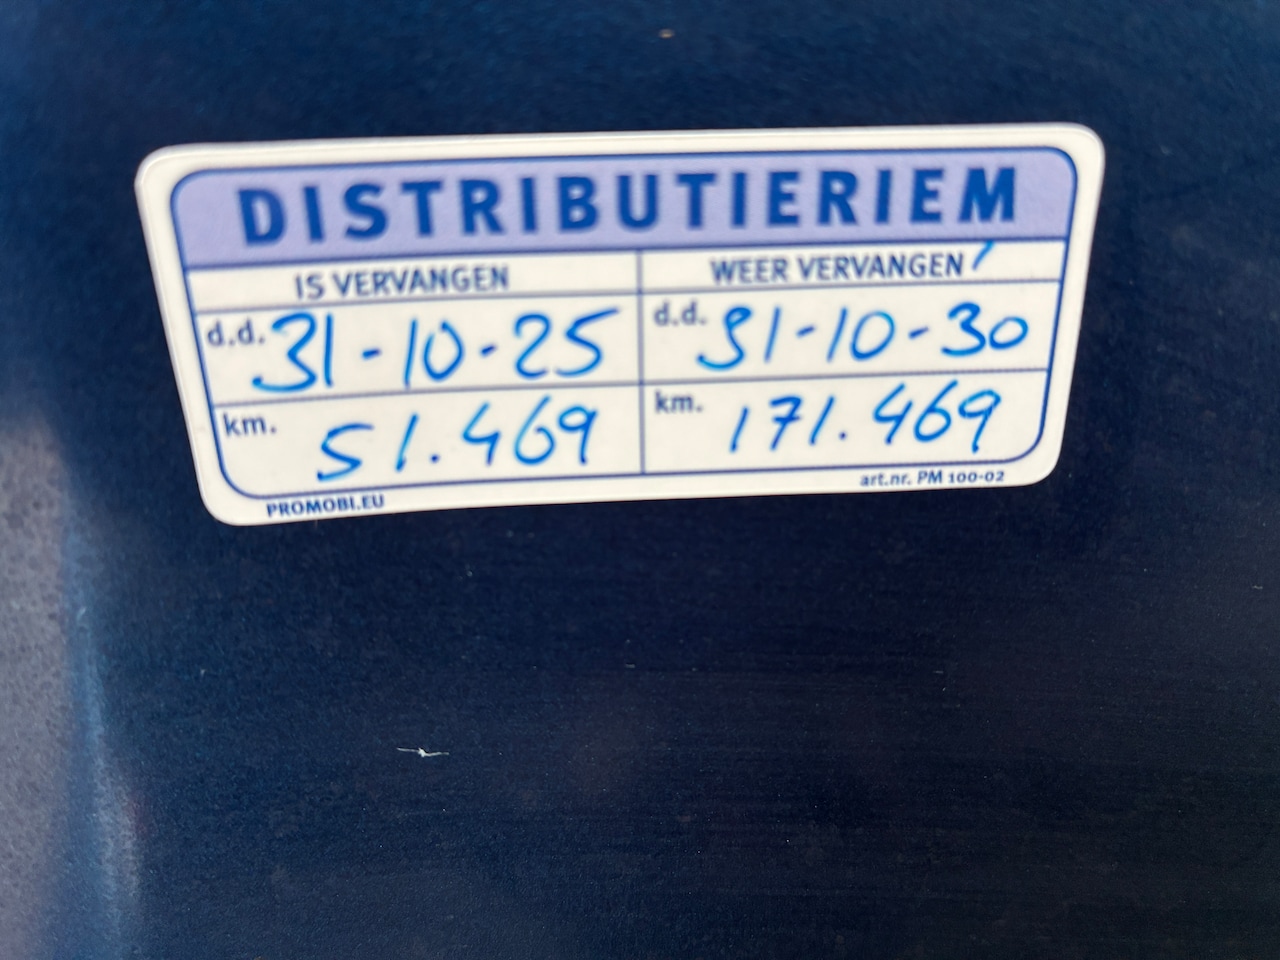 DISTRIBUTIERIEM
IS VERVANGEN WEER VERVANGEN
d.d. 31-10-25 d.d. 31-10-30
km. 51.469 km. 171.469
PROMOBI.EU art.nr. PM 100-02